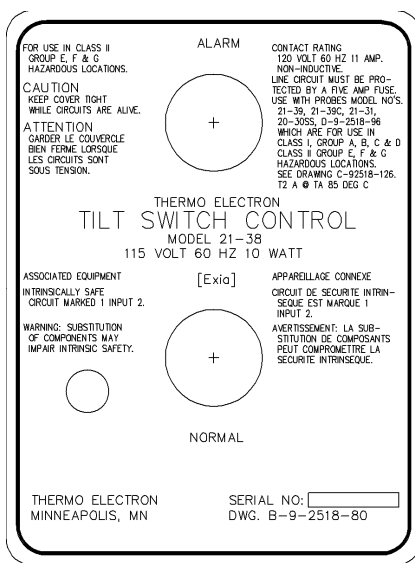 FOR USE IN CLASS II
GROUP E, F & G
HAZARDOUS LOCATIONS.
CAUTION
KEEP COVER TIGHT
WHILE CIRCUITS ARE ALIVE.
ATTENTION
GARDER LE COUVERCLE
BIEN FERME LORSQUE
LES CIRCUITS SONT
SOUS TENSION.
ALARM
CONTACT RATING
120 VOLT 60 HZ 11 AMP.
NON-INDUCTIVE.
LINE CIRCUIT MUST BE PRO-
TECTED BY A FIVE AMP FUSE.
USE WITH PROBES MODEL NO'S.
21-39, 21-39C, 21-31,
20-30SS, D-9-2518-96
WHICH ARE FOR USE IN
CLASS I, GROUP A, B, C & D
CLASS II GROUP E, F & G
HAZARDOUS LOCATIONS.
SEE DRAWING C-92518-126.
T2 A @ TA 85 DEG C
THERMO ELECTRON
TILT SWITCH CONTROL
MODEL 21-38
115 VOLT 60 HZ 10 WATT
ASSOCIATED EQUIPMENT
INTRINSICALLY SAFE
CIRCUIT MARKED 1 INPUT 2.
WARNING: SUBSTITUTION
OF COMPONENTS MAY
IMPAIR INTRINSIC SAFETY.
[Exia]
APPAREILLAGE CONNEXE
CIRCUIT DE SECURITE INTRIN-
SEQUE EST MARQUE 1
INPUT 2.
AVERTISSEMENT: LA SUB-
STITUTION DE COMPOSANTS
PEUT COMPROMETTRE LA
SECURITE INTRINSEQUE.
NORMAL
THERMO ELECTRON
MINNEAPOLIS, MN
SERIAL NO:
DWG. B-9-2518-80